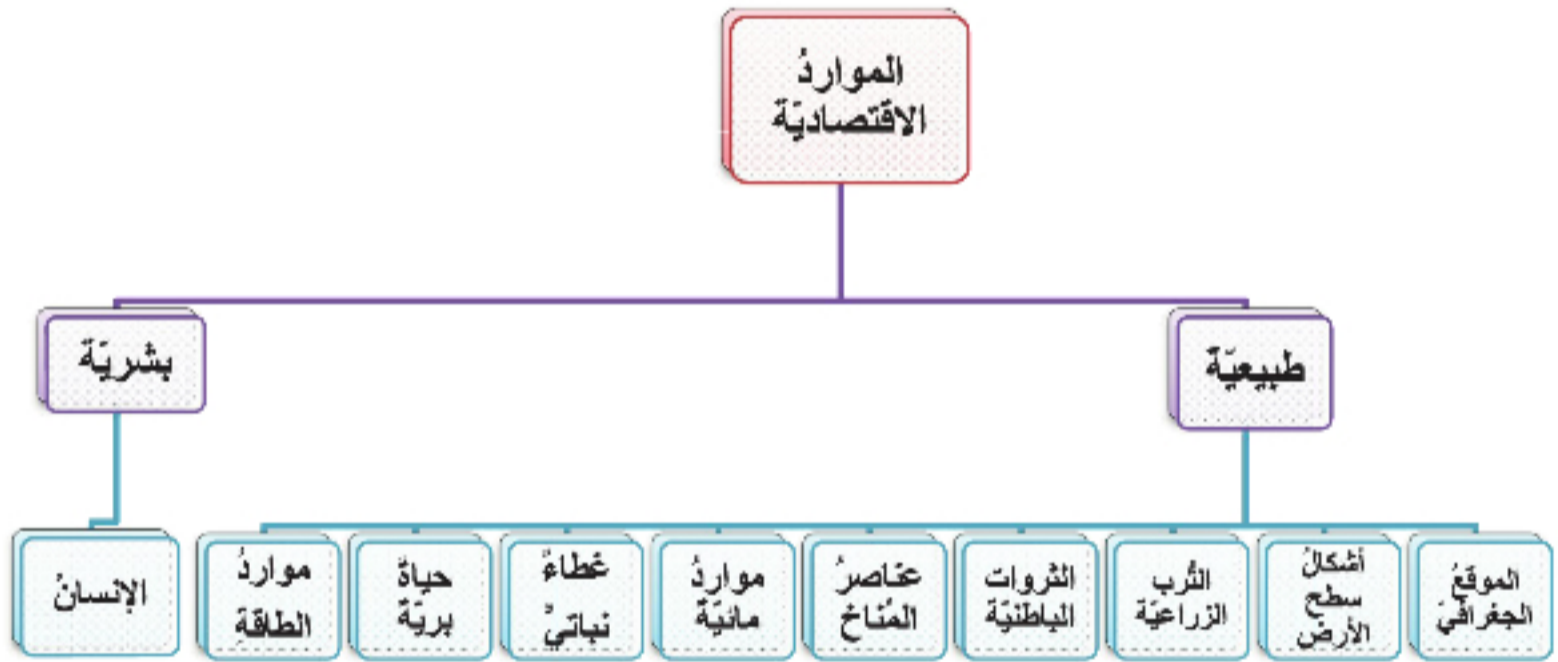 المواردُ
الاقتصاديّة
طبيعيّة
بشريّة
الموقعُ
الجغرافيّ
أشكالُ
سطحِ
الأرضِ
التُرب
الزراعيّة
الثروات
الباطنيّة
عناصرُ
المُناخ
مواردُ
مائيّة
غطاءٌ
نباتيٌّ
حياةٌ
بريّةٌ
مواردُ
الطاقةِ
الإنسانُ